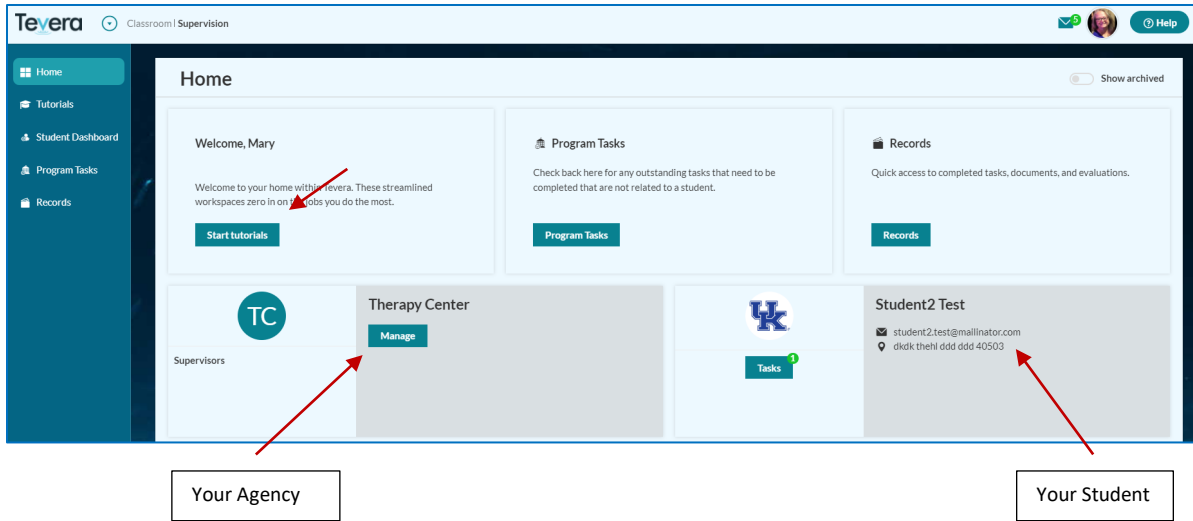 Tevera Classroom | Supervision 5 Help
Home
Tutorials
Student Dashboard
Program Tasks
Records
Home Show archived
Welcome, Mary
Welcome to your home within Tevera. These streamlined
workspaces zero in on the jobs you do the most.
Start tutorials
Program Tasks
Check back here for any outstanding tasks that need to be
completed that are not related to a student.
Program Tasks
Records
Quick access to completed tasks, documents, and evaluations.
Records
TC
Supervisors
Therapy Center
Manage
UK
Tasks 1
Student2 Test
student2.test@mailinator.com
dkdk thehl ddd ddd 40503
Your Agency
Your Student